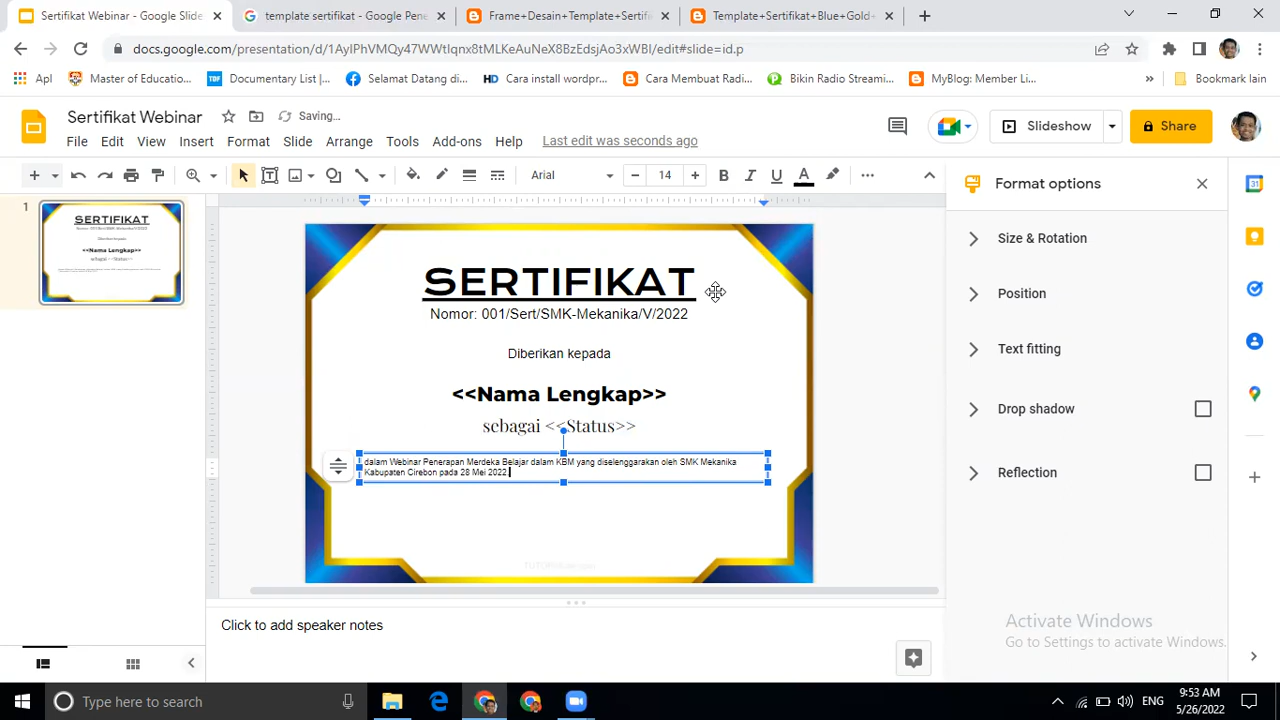 Sertifikat Webinar - Google Slide
template sertifikat - Google Pene
Frame+Desain+Template+Sertifi
Template+Sertifikat+Blue+Gold+
docs.google.com/presentation/d/1AylPhVMQy47WWtIqnx8tMLKeAuNeX8BzEdsjAo3xWBI/edit#slide=id.p
Apl
Master of Educatio...
Documentary List |...
Selamat Datang di...
Cara install wordpr...
Cara Membuat Radi...
Bikin Radio Streami...
MyBlog: Member Li...
Bookmark lain
Sertifikat Webinar
Saving...
File Edit View Insert Format Slide Arrange Tools Add-ons Help Last edit was seconds ago
Slideshow
Share
Arial
14
Format options
Size & Rotation
Position
Text fitting
Drop shadow
Reflection
1
SERTIFIKAT
Nomor: 001/Sert/SMK-Mekanika/V/2022
Diberikan kepada
<<Nama Lengkap>>
sebagai <<Status>>
dalam Webinar Penerapan Merdeka Belajar dalam KBM yang diselenggarakan oleh SMK Mekanika
Kabupaten Cirebon pada 28 Mei 2022
Click to add speaker notes
Activate Windows
Go to Settings to activate Windows.
Type here to search
ENG
9:53 AM
5/26/2022